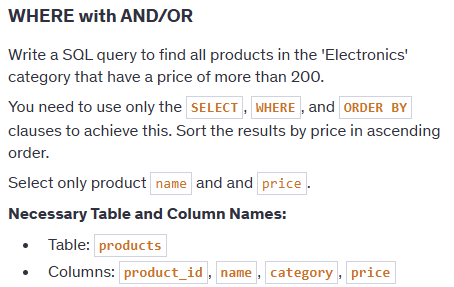 WHERE with AND/OR
Write a SQL query to find all products in the 'Electronics'
category that have a price of more than 200.
You need to use only the SELECT, WHERE, and ORDER BY
clauses to achieve this. Sort the results by price in ascending
order.
Select only product name and and price.
Necessary Table and Column Names:
• Table: products
• Columns: product_id, name, category, price